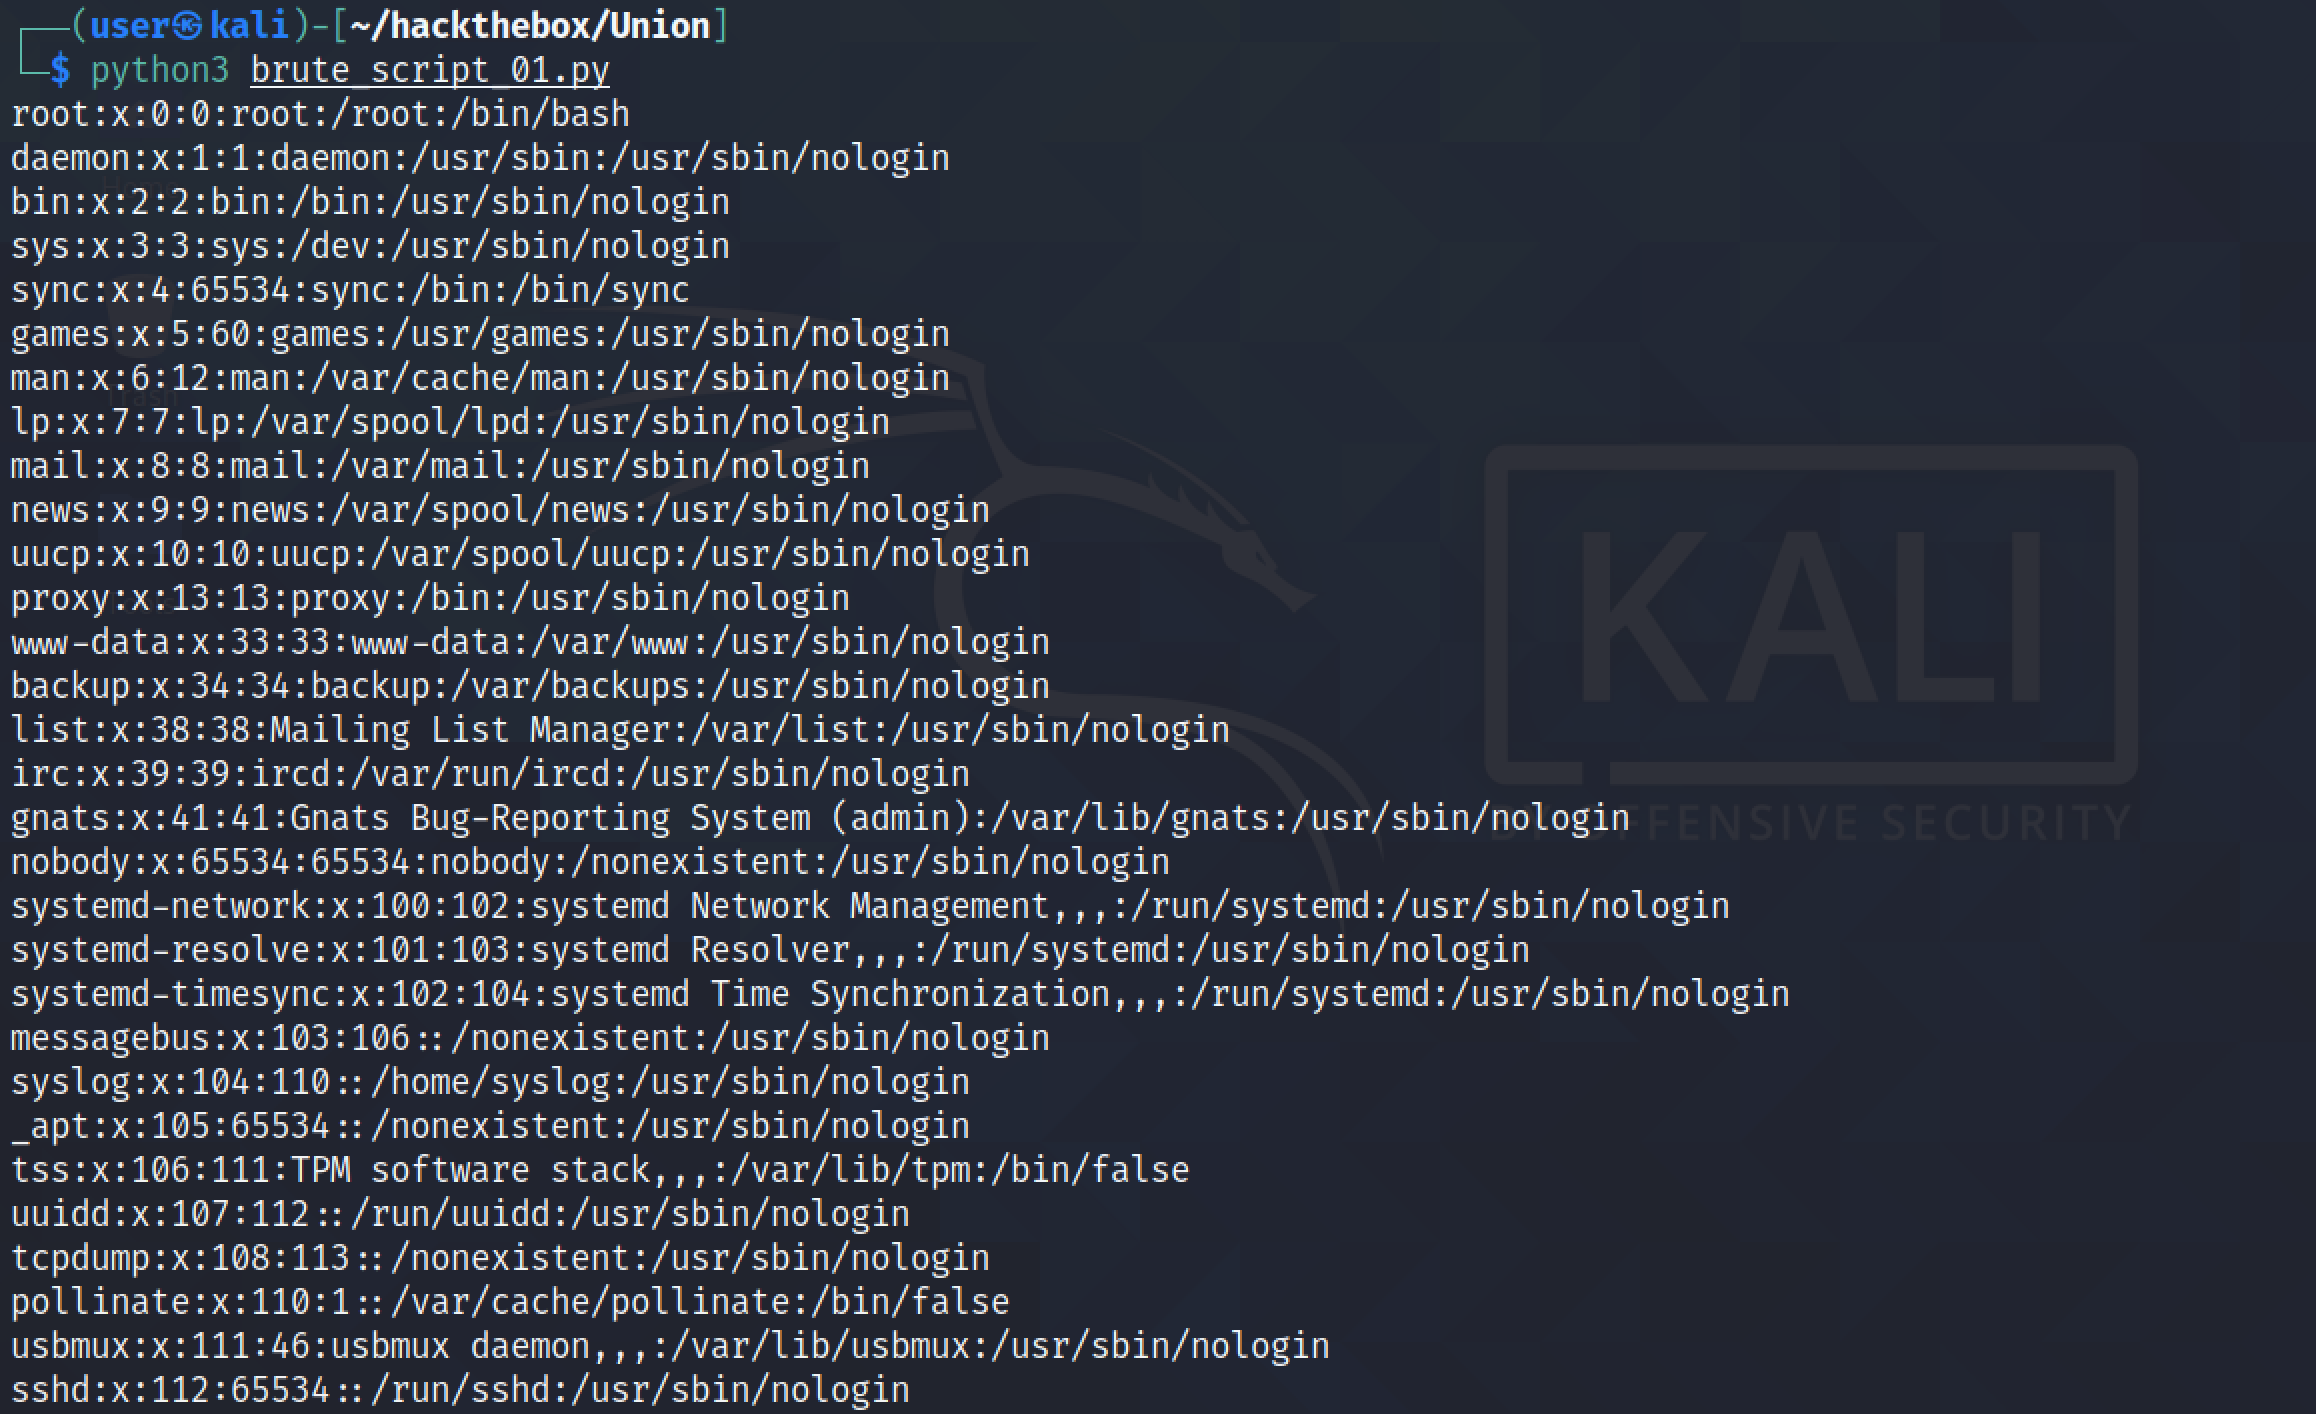 (user㉿kali)-[~/hackthebox/Union]
$ python3 brute_script_01.py
root:x:0:0:root:/root:/bin/bash
daemon:x:1:1:daemon:/usr/sbin:/usr/sbin/nologin
bin:x:2:2:bin:/bin:/usr/sbin/nologin
sys:x:3:3:sys:/dev:/usr/sbin/nologin
sync:x:4:65534:sync:/bin:/bin/sync
games:x:5:60:games:/usr/games:/usr/sbin/nologin
man:x:6:12:man:/var/cache/man:/usr/sbin/nologin
lp:x:7:7:lp:/var/spool/lpd:/usr/sbin/nologin
mail:x:8:8:mail:/var/mail:/usr/sbin/nologin
news:x:9:9:news:/var/spool/news:/usr/sbin/nologin
uucp:x:10:10:uucp:/var/spool/uucp:/usr/sbin/nologin
proxy:x:13:13:proxy:/bin:/usr/sbin/nologin
www-data:x:33:33:www-data:/var/www:/usr/sbin/nologin
backup:x:34:34:backup:/var/backups:/usr/sbin/nologin
list:x:38:38:Mailing List Manager:/var/list:/usr/sbin/nologin
irc:x:39:39:ircd:/var/run/ircd:/usr/sbin/nologin
gnats:x:41:41:Gnats Bug-Reporting System (admin):/var/lib/gnats:/usr/sbin/nologin
nobody:x:65534:65534:nobody:/nonexistent:/usr/sbin/nologin
systemd-network:x:100:102:systemd Network Management,,,:/run/systemd:/usr/sbin/nologin
systemd-resolve:x:101:103:systemd Resolver,,,:/run/systemd:/usr/sbin/nologin
systemd-timesync:x:102:104:systemd Time Synchronization,,,:/run/systemd:/usr/sbin/nologin
messagebus:x:103:106::/nonexistent:/usr/sbin/nologin
syslog:x:104:110::/home/syslog:/usr/sbin/nologin
_apt:x:105:65534::/nonexistent:/usr/sbin/nologin
tss:x:106:111:TPM software stack,,,:/var/lib/tpm:/bin/false
uuidd:x:107:112::/run/uuidd:/usr/sbin/nologin
tcpdump:x:108:113::/nonexistent:/usr/sbin/nologin
pollinate:x:110:1::/var/cache/pollinate:/bin/false
usbmux:x:111:46:usbmux daemon,,,:/var/lib/usbmux:/usr/sbin/nologin
sshd:x:112:65534::/run/sshd:/usr/sbin/nologin
Trash
KALI
OFFENSIVE SECURITY